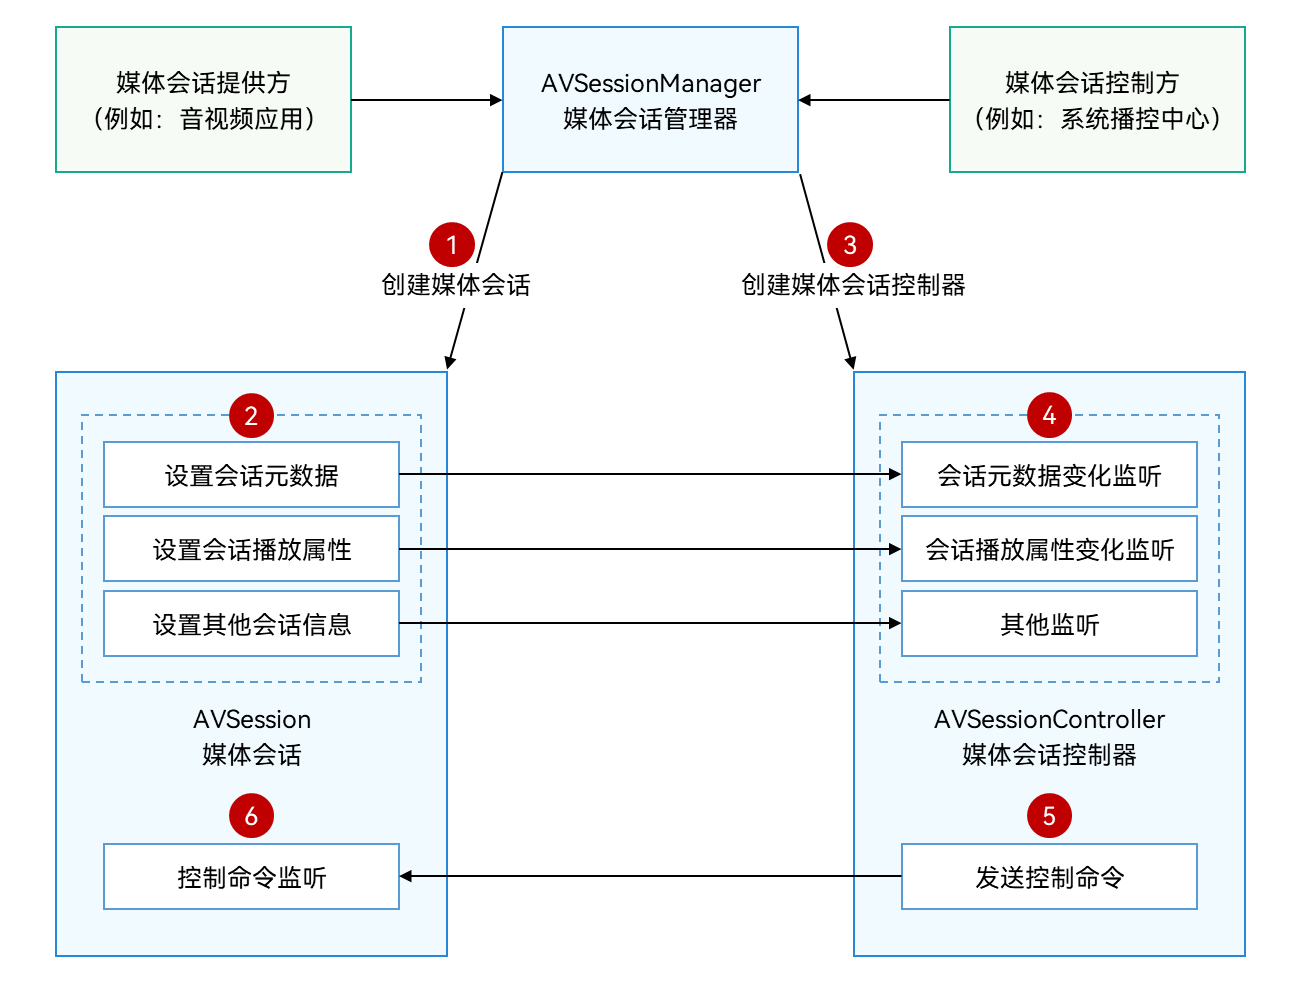 媒体会话提供方
（例如：音视频应用）
AVSessionManager
媒体会话管理器
媒体会话控制方
（例如：系统播控中心）
1
创建媒体会话
3
创建媒体会话控制器
2
设置会话元数据
设置会话播放属性
设置其他会话信息
AVSession
媒体会话
6
控制命令监听
4
会话元数据变化监听
会话播放属性变化监听
其他监听
AVSessionController
媒体会话控制器
5
发送控制命令